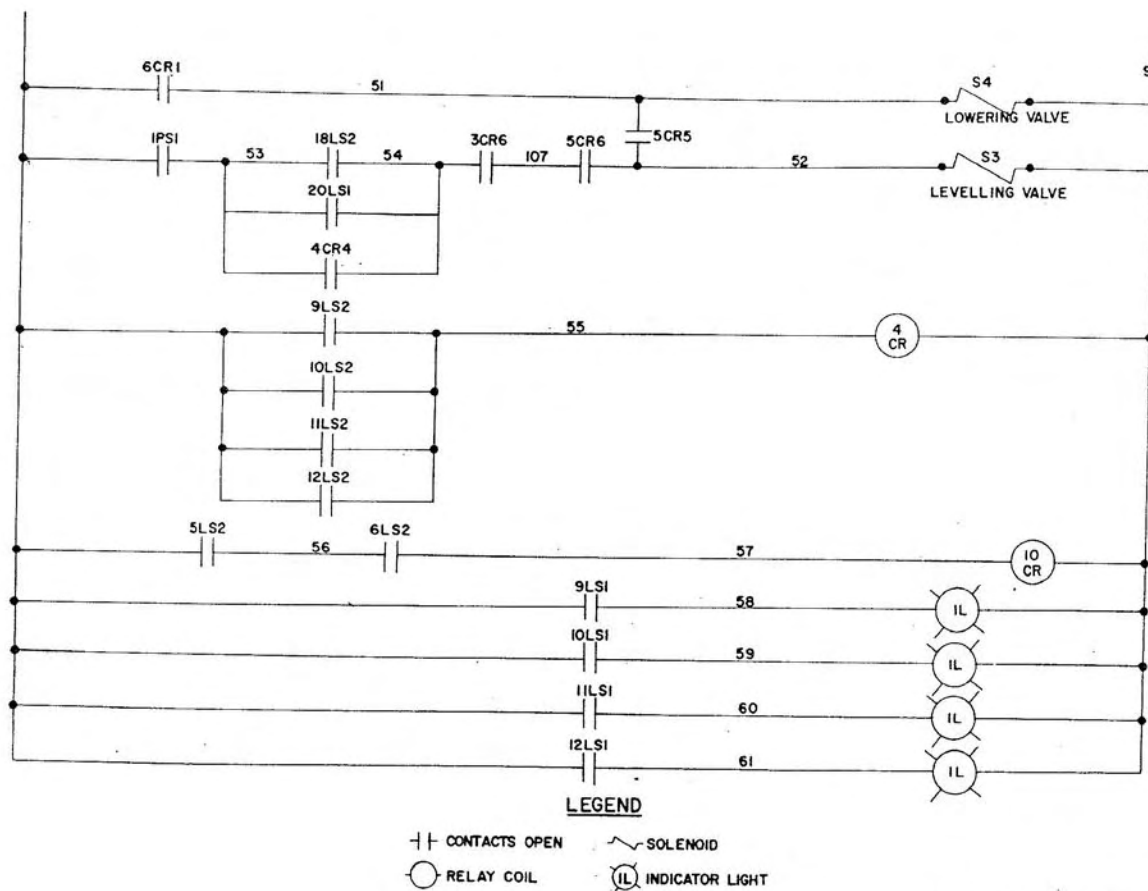 6CR1
51
S4
S
LOWERING VALVE
1PS1
53
18LS2
54
3CR6
107
5CR6
5CR5
52
S3
LEVELLING VALVE
20LS1
4CR4
9LS2
55
4
CR
10LS2
11LS2
12LS2
5LS2
56
6LS2
57
10
CR
9LS1
58
IL
10LS1
59
IL
11LS1
60
IL
12LS1
61
IL
LEGEND
CONTACTS OPEN
SOLENOID
RELAY COIL
IL INDICATOR LIGHT